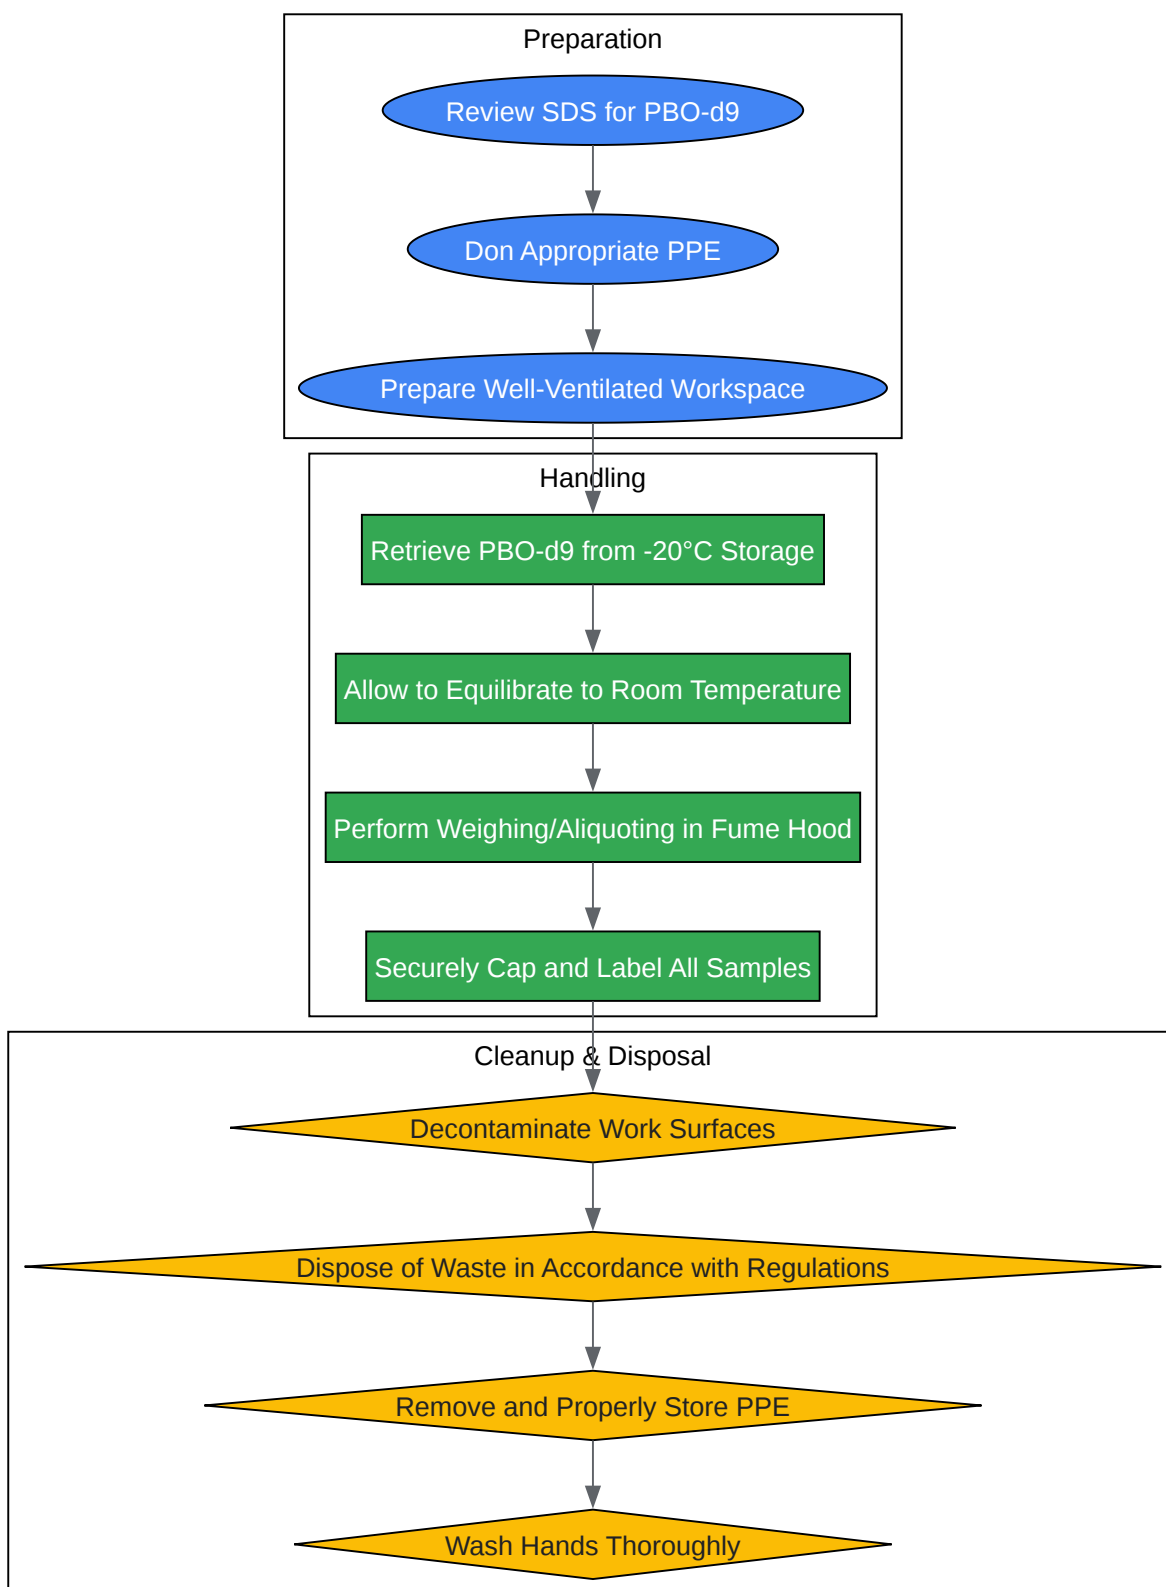 Preparation
Review SDS for PBO-d9
Don Appropriate PPE
Prepare Well-Ventilated Workspace
Handling
Retrieve PBO-d9 from -20°C Storage
Allow to Equilibrate to Room Temperature
Perform Weighing/Aliquoting in Fume Hood
Securely Cap and Label All Samples
Cleanup & Disposal
Decontaminate Work Surfaces
Dispose of Waste in Accordance with Regulations
Remove and Properly Store PPE
Wash Hands Thoroughly